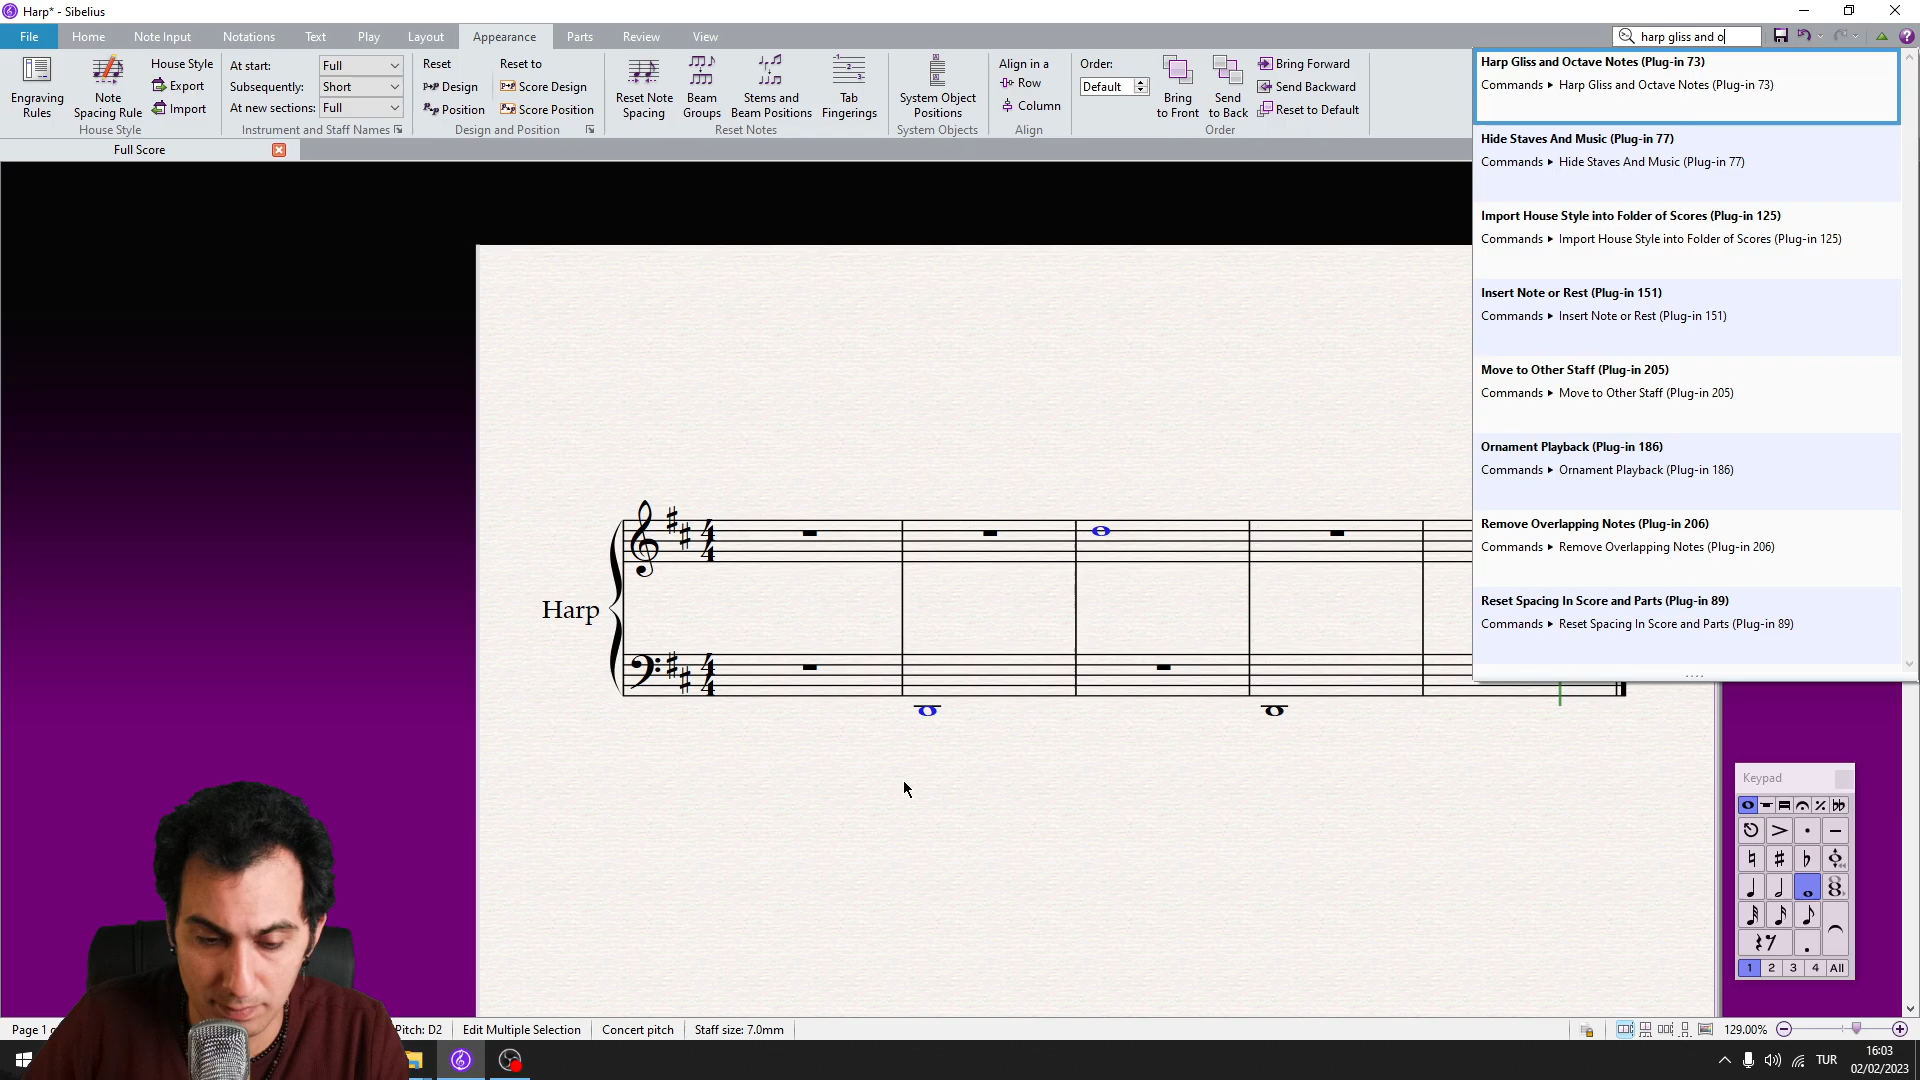 Harp* - Sibelius
File Home Note Input Notations Text Play Layout Appearance Parts Review View
harp gliss and o
Engraving
Rules
Note
Spacing Rule
House Style
Export
Import
House Style
At start: Full
Subsequently: Short
At new sections: Full
Instrument and Staff Names
Reset
Design
Position
Reset to
Score Design
Score Position
Design and Position
Reset Note
Spacing
Beam
Groups
Stems and
Beam Positions
Tab
Fingerings
Reset Notes
System Object
Positions
System Objects
Align in a
Row
Column
Align
Order:
Default
Bring
to Front
Send
to Back
Bring Forward
Send Backward
Reset to Default
Order
Full Score
Harp Gliss and Octave Notes (Plug-in 73)
Commands Harp Gliss and Octave Notes (Plug-in 73)
Hide Staves And Music (Plug-in 77)
Commands Hide Staves And Music (Plug-in 77)
Import House Style into Folder of Scores (Plug-in 125)
Commands Import House Style into Folder of Scores (Plug-in 125)
Insert Note or Rest (Plug-in 151)
Commands Insert Note or Rest (Plug-in 151)
Move to Other Staff (Plug-in 205)
Commands Move to Other Staff (Plug-in 205)
Ornament Playback (Plug-in 186)
Commands Ornament Playback (Plug-in 186)
Remove Overlapping Notes (Plug-in 206)
Commands Remove Overlapping Notes (Plug-in 206)
Reset Spacing In Score and Parts (Plug-in 89)
Commands Reset Spacing In Score and Parts (Plug-in 89)
Harp
Keypad
1 2 3 4 All
Page 1 Pitch: D2 Edit Multiple Selection Concert pitch Staff size: 7.0mm 129.00%
TUR
16:03
02/02/2023